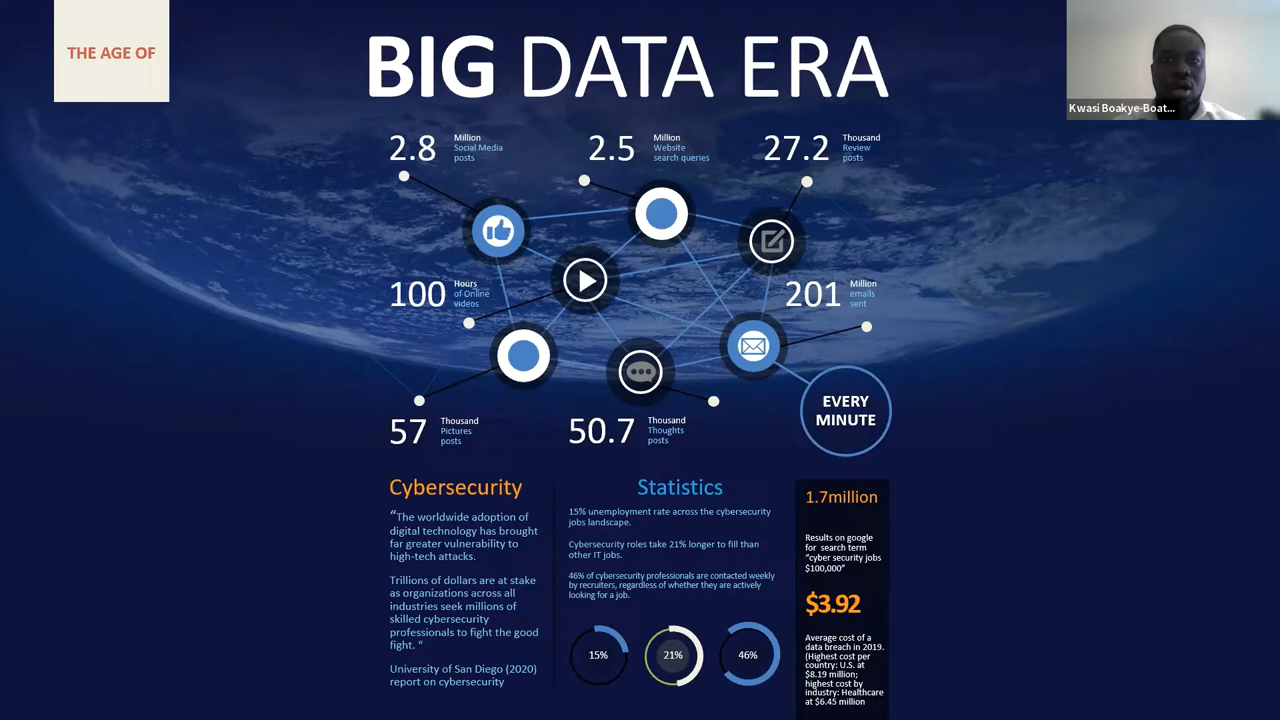 THE AGE OF
BIG DATA ERA
Kwasi Boakye-Boat...
2.8
Million
Social Media
posts
2.5
Million
Website
search queries
27.2
Thousand
Review
posts
100
Hours
of Online
videos
201
Million
emails
sent
57
Thousand
Pictures
posts
50.7
Thousand
Thoughts
posts
EVERY
MINUTE
Cybersecurity
“The worldwide adoption of
digital technology has brought
far greater vulnerability to
high-tech attacks.
Trillions of dollars are at stake
as organizations across all
industries seek millions of
skilled cybersecurity
professionals to fight the good
fight. “
University of San Diego (2020)
report on cybersecurity
Statistics
15% unemployment rate across the cybersecurity
jobs landscape.
Cybersecurity roles take 21% longer to fill than
other IT jobs.
46% of cybersecurity professionals are contacted weekly
by recruiters, regardless of whether they are actively
looking for a job.
15%
21%
46%
1.7million
Results on google
for search term
“cyber security jobs
$100,000”
$3.92
Average cost of a
data breach in 2019.
(Highest cost per
country: U.S. at
$8.19 million;
highest cost by
industry: Healthcare
at $6.45 million